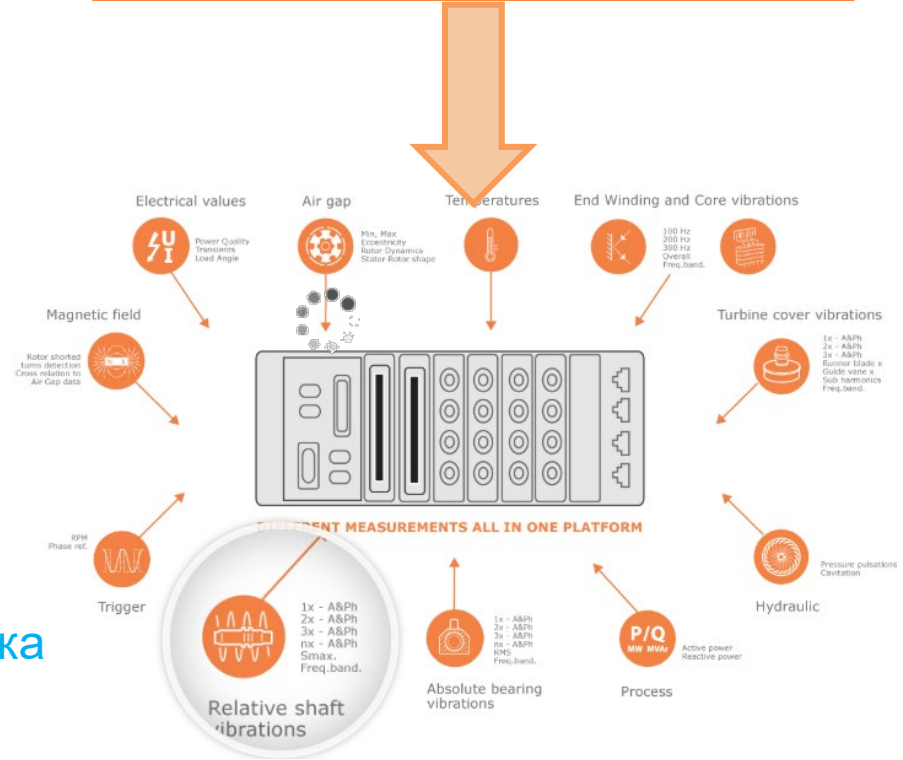 Electrical values
Air gap
Temperatures
End Winding and Core vibrations
U
I
Power Quality
Transients
Load Angle
Min, Max
Eccentricity
Rotor Dynamics
Stator Rotor shape
100 Hz
200 Hz
300 Hz
Overall
Freq.band.
Magnetic field
Rotor shorted
turns detection
Cross relation to
Air Gap data
Turbine cover vibrations
1x - A&Ph
2x - A&Ph
3x - A&Ph
Runner blade x
Guide vane x
Sub harmonics
Freq.band.
DIFFERENT MEASUREMENTS ALL IN ONE PLATFORM
RPM
Phase ref.
Trigger
Pressure pulsations
Cavitation
Hydraulic
ка
1x - A&Ph
2x - A&Ph
3x - A&Ph
nx - A&Ph
Smax.
Freq.band.
Relative shaft
vibrations
1x - A&Ph
2x - A&Ph
3x - A&Ph
nx - A&Ph
RMS
Freq.band.
Absolute bearing
vibrations
P/Q
MW MVAr
Active power
Reactive power
Process